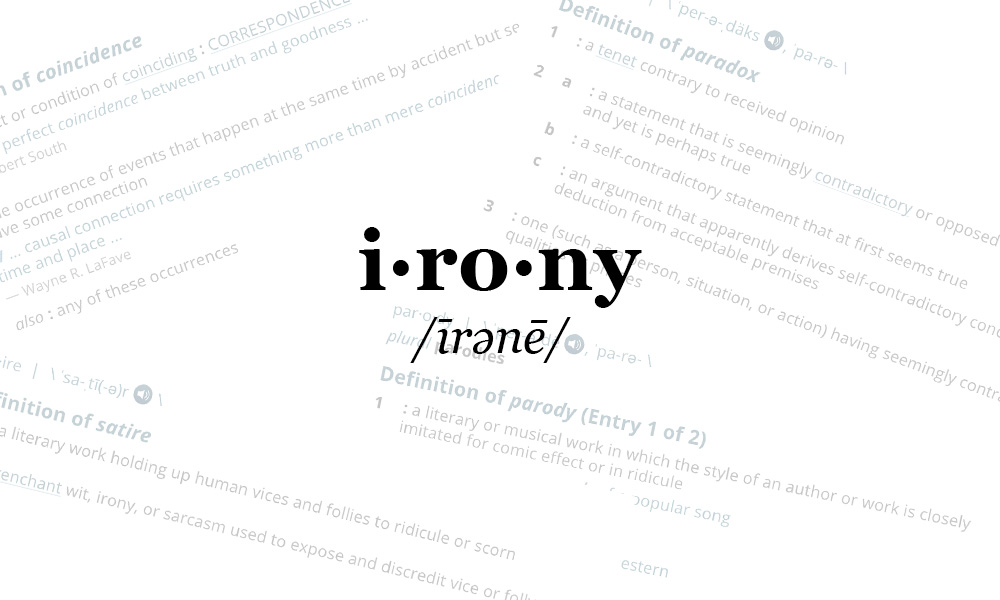 i·ro·ny
/īrənē/
n of coincidence
or condition of coinciding : CORRESPONDENCE
perfect coincidence between truth and goodness ...
bert South
occurrence of events that happen at the same time by accident but se
ve some connection
... causal connection requires something more than mere coincidenc
time and place ...
— Wayne R. LaFave
also : any of these occurrences
\ ˈper-ə-ˌdäks , ˈpa-rə- \
Definition of paradox
1 : a tenet contrary to received opinion
2 a : a statement that is seemingly contradictory or opposed
and yet is perhaps true
b : a self-contradictory statement that at first seems true
c : an argument that apparently derives self-contradictory conc
deduction from acceptable premises
3 : one (such as a person, situation, or action) having seemingly contra
ire | \ ˈsa-ˌtī(-ə)r \
finition of satire
a literary work holding up human vices and follies to ridicule or scorn
enchant wit, irony, or sarcasm used to expose and discredit vice or foll
ˈpa-rə- \
plural parodies
Definition of parody (Entry 1 of 2)
1 : a literary or musical work in which the style of an author or work is closely
imitated for comic effect or in ridicule
popular song
estern